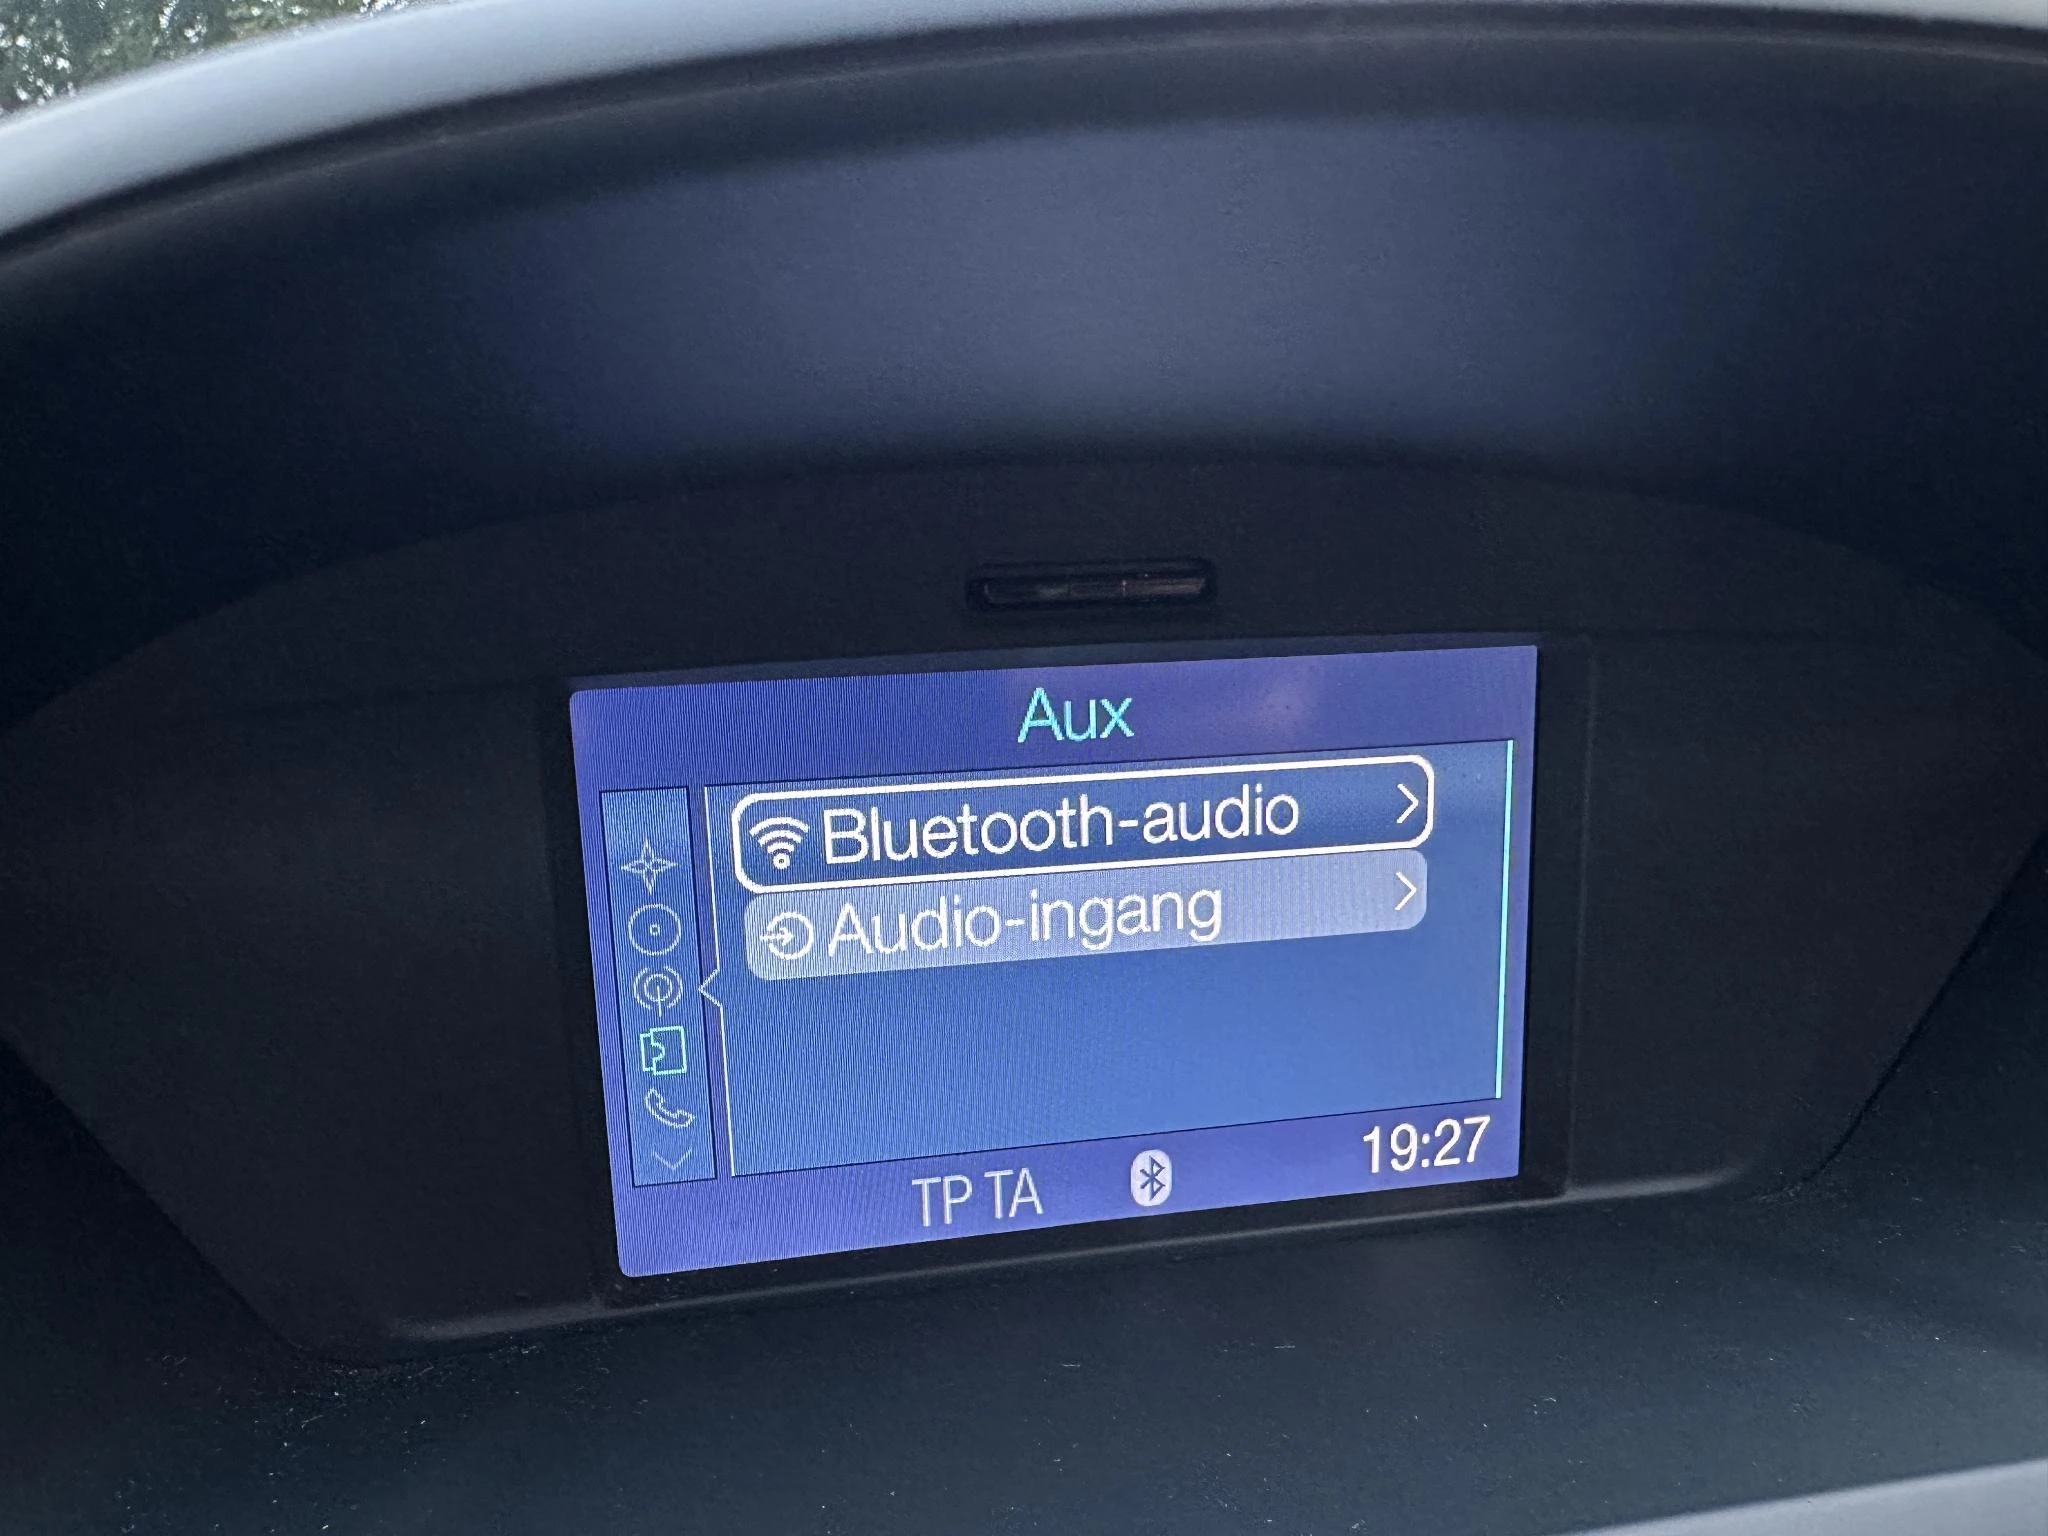 Aux
Bluetooth-audio
Audio-ingang
TP TA 19:27